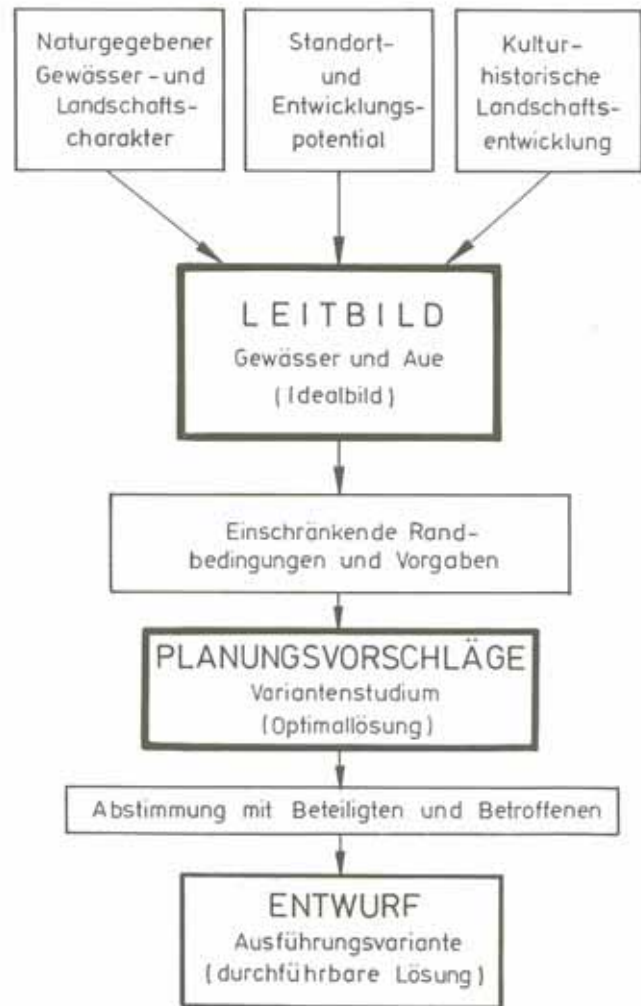 Naturgegebener
Gewässer- und
Landschafts-
charakter
Standort-
und
Entwicklungs-
potential
Kultur-
historische
Landschafts-
entwicklung
LEITBILD
Gewässer und Aue
(Idealbild)
Einschränkende Rand-
bedingungen und Vorgaben
PLANUNGSVORSCHLÄGE
Variantenstudium
(Optimallösung)
Abstimmung mit Beteiligten und Betroffenen
ENTWURF
Ausführungsvariante
(durchführbare Lösung)